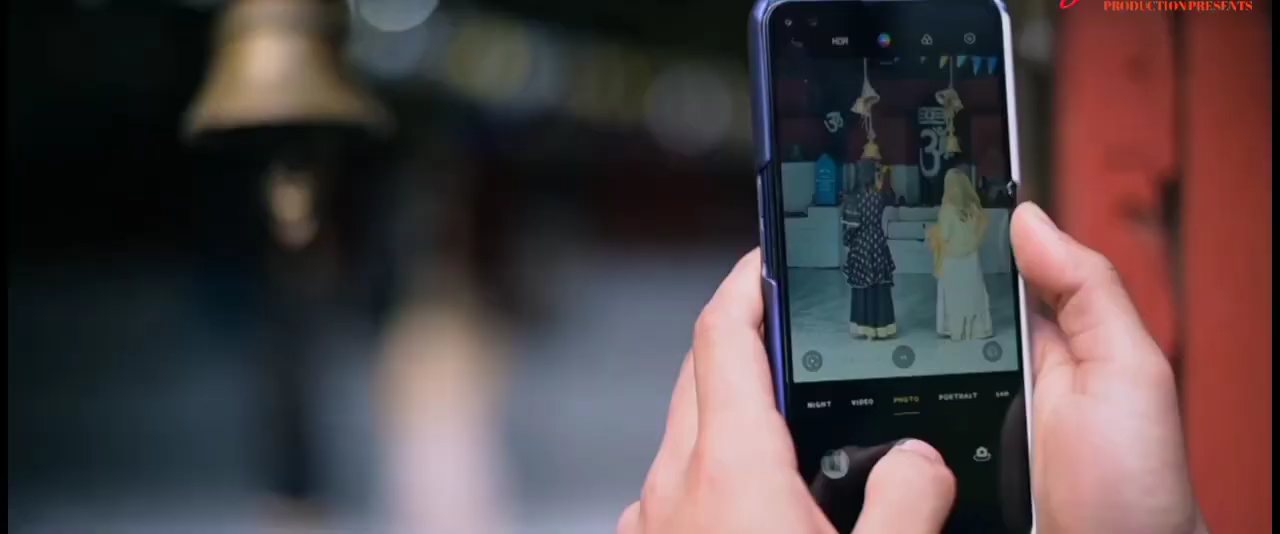 PRODUCTIONPRESENTS
HDR
ॐ
ॐ
NIGHT VIDEO PHOTO PORTRAIT